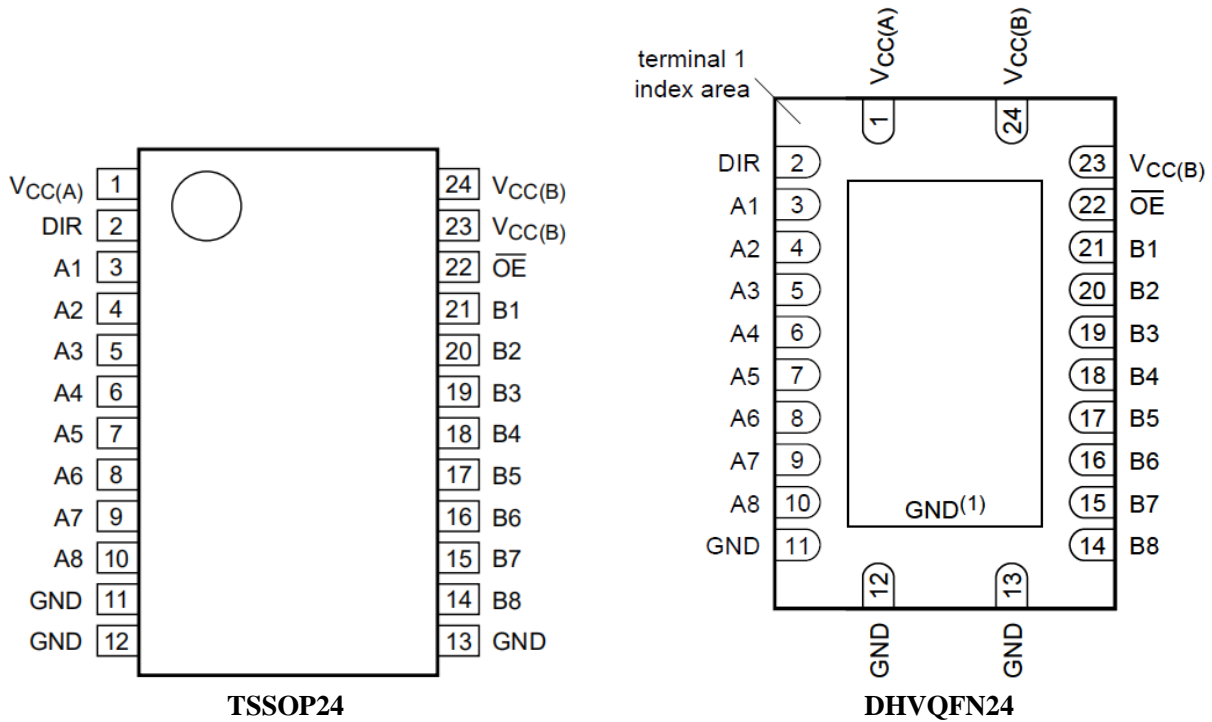 V_CC(A) 1 24 V_CC(B)
DIR 2 23 V_CC(B)
A1 3 22 O̅E̅
A2 4 21 B1
A3 5 20 B2
A4 6 19 B3
A5 7 18 B4
A6 8 17 B5
A7 9 16 B6
A8 10 15 B7
GND 11 14 B8
GND 12 13 GND
TSSOP24
terminal 1
index area
VCC(A) VCC(B)
1 24
DIR 2 23 VCC(B)
A1 3 22 O̅E̅
A2 4 21 B1
A3 5 20 B2
A4 6 19 B3
A5 7 18 B4
A6 8 17 B5
A7 9 16 B6
A8 10 15 B7
GND(1)
GND 11 14 B8
12 13
GND GND
DHVQFN24